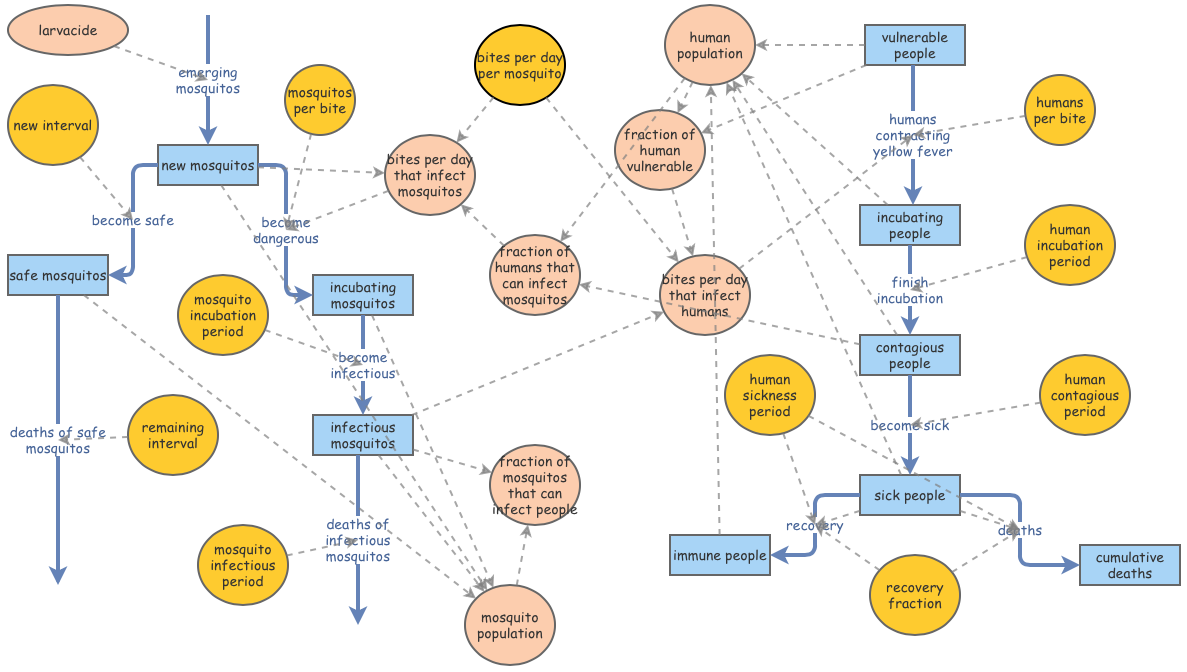 larvacide
emerging
mosquitos
new interval
mosquitos
per bite
new mosquitos
become safe
become
dangerous
safe mosquitos
mosquito
incubation
period
incubating
mosquitos
become
infectious
deaths of safe
mosquitos
remaining
interval
infectious
mosquitos
mosquito
infectious
period
deaths of
infectious
mosquitos
bites per day
per mosquito
bites per day
that infect
mosquitos
fraction of
humans that
can infect
mosquitos
fraction of
mosquitos
that can
infect people
mosquito
population
human
population
fraction of
human
vulnerable
bites per day
that infect
humans
vulnerable
people
humans
contracting
yellow fever
humans
per bite
incubating
people
human
incubation
period
finish
incubation
contagious
people
human
sickness
period
human
contagious
period
become sick
sick people
recovery
deaths
immune people
recovery
fraction
cumulative
deaths